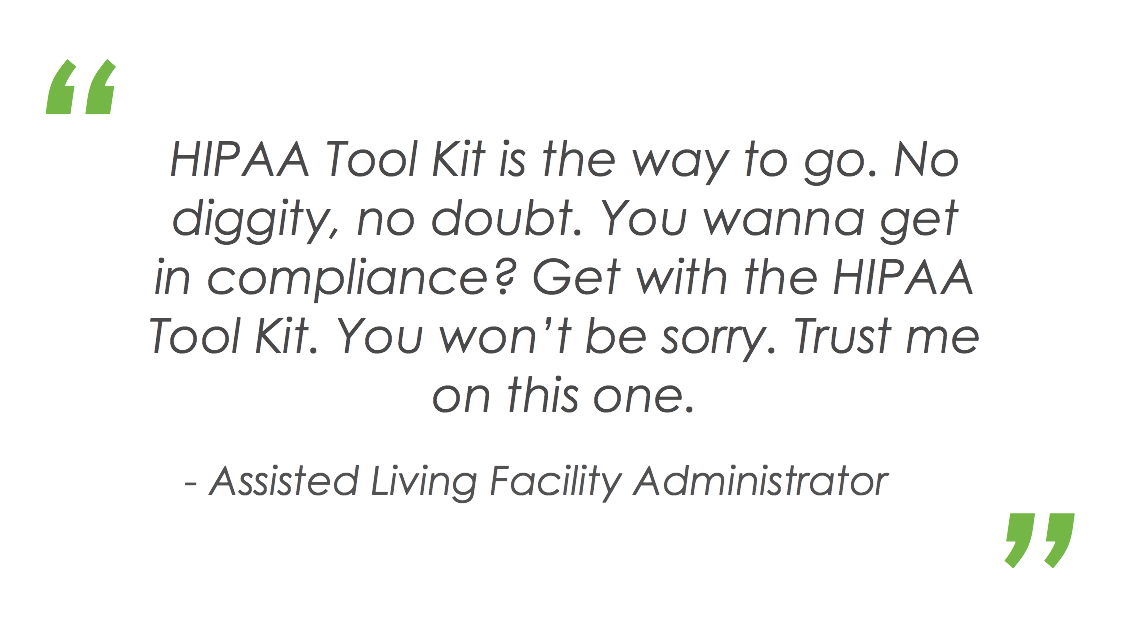 “
HIPAA Tool Kit is the way to go. No
diggity, no doubt. You wanna get
in compliance? Get with the HIPAA
Tool Kit. You won’t be sorry. Trust me
on this one.
- Assisted Living Facility Administrator
”